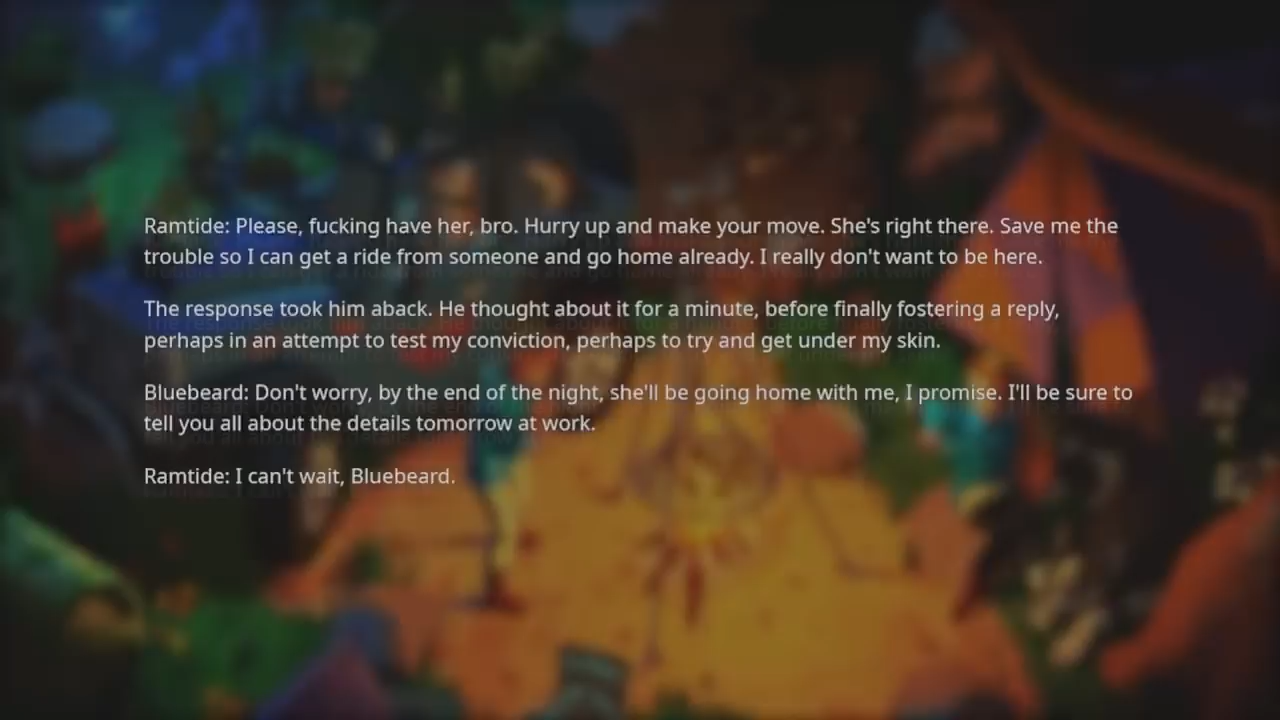 Ramtide: Please, fucking have her, bro. Hurry up and make your move. She's right there. Save me the
trouble so I can get a ride from someone and go home already. I really don't want to be here.
The response took him aback. He thought about it for a minute, before finally fostering a reply,
perhaps in an attempt to test my conviction, perhaps to try and get under my skin.
Bluebeard: Don't worry, by the end of the night, she'll be going home with me, I promise. I'll be sure to
tell you all about the details tomorrow at work.
Ramtide: I can't wait, Bluebeard.